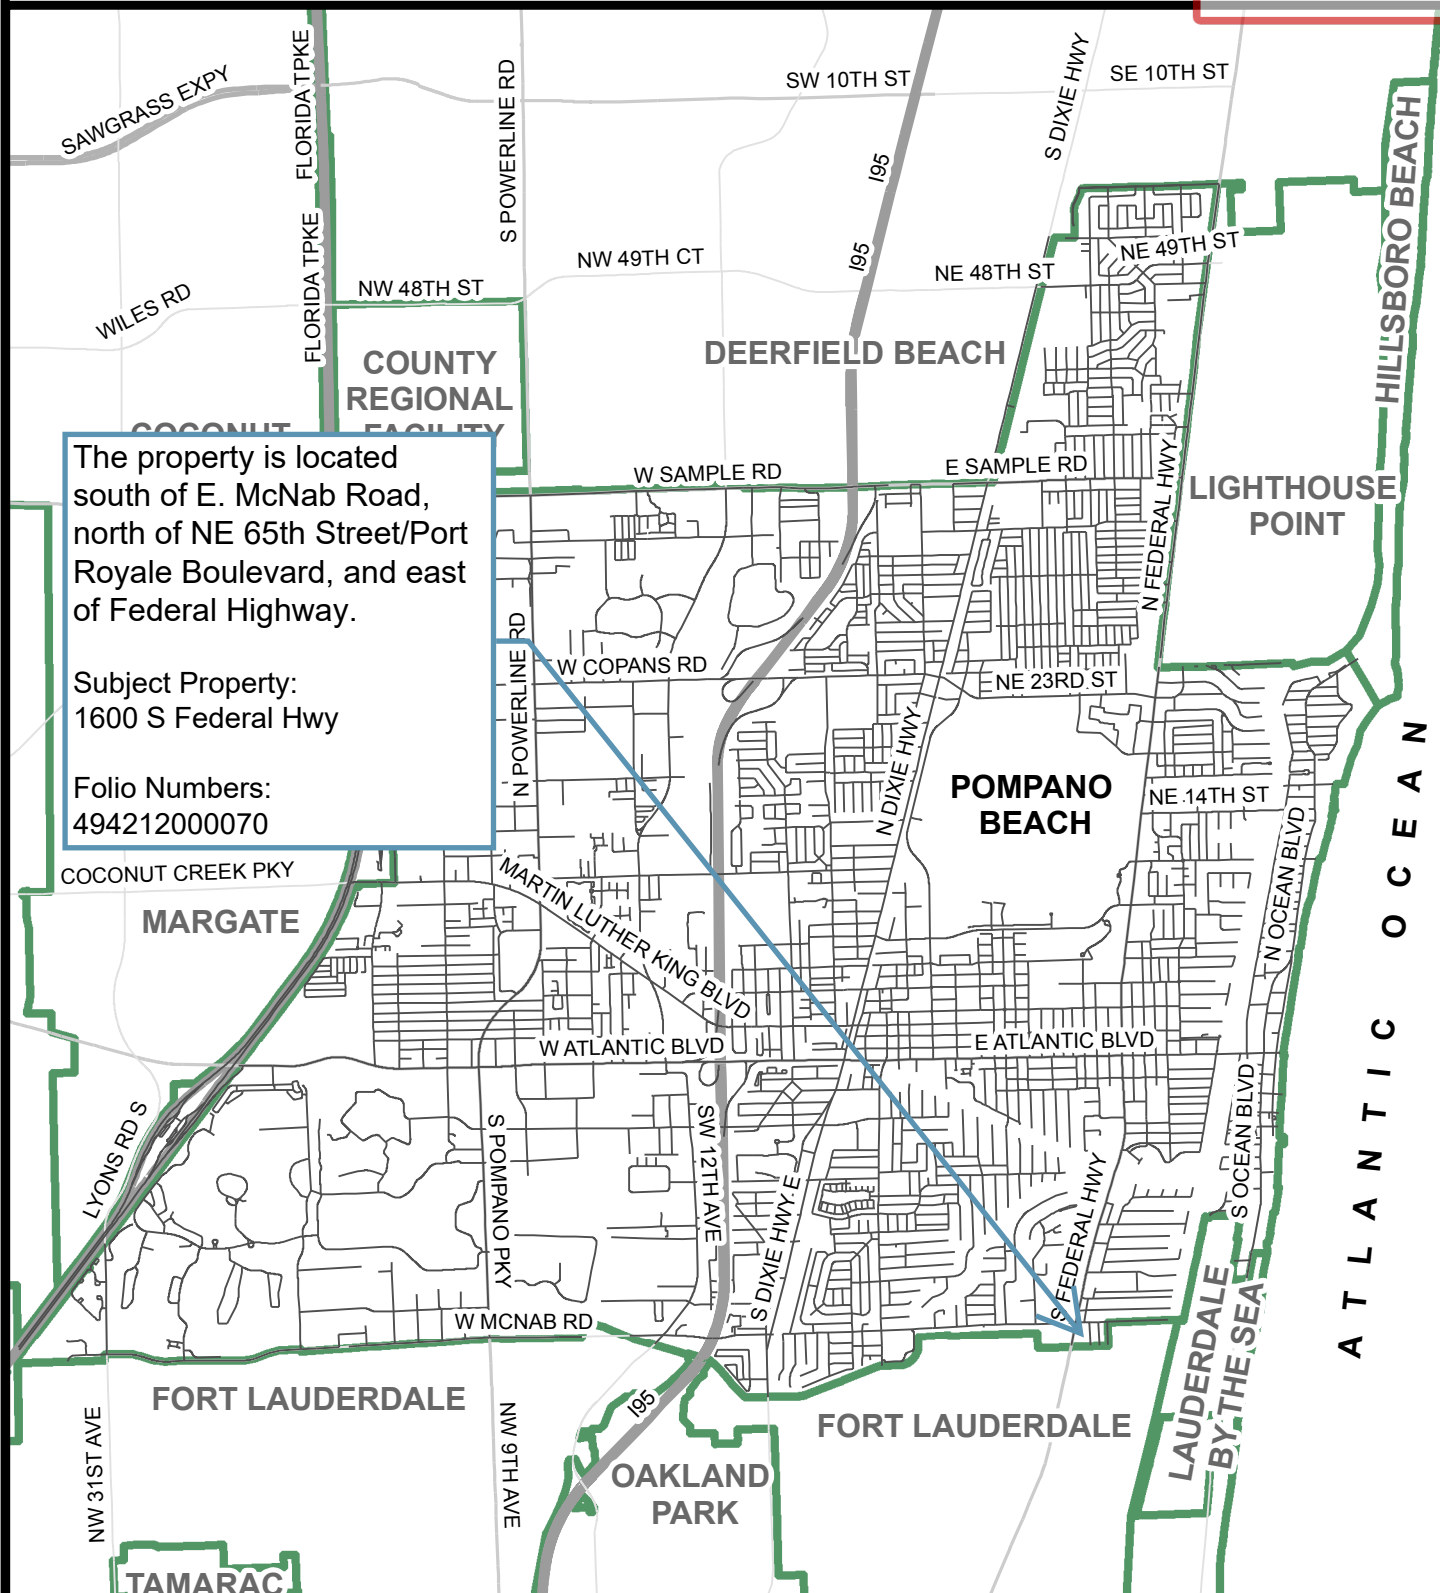 SAWGRASS EXPY
FLORIDA TPKE
S POWERLINE RD
SW 10TH ST
SE 10TH ST
S DIXIE HWY
I95
HILLSBORO BEACH
FLORIDA TPKE
I95
NW 49TH CT
NE 49TH ST
NE 48TH ST
NW 48TH ST
WILES RD
DEERFIELD BEACH
COUNTY
REGIONAL
FACILITY
COCONUT
The property is located
south of E. McNab Road,
north of NE 65th Street/Port
Royale Boulevard, and east
of Federal Highway.
Subject Property:
1600 S Federal Hwy
Folio Numbers:
494212000070
W SAMPLE RD
E SAMPLE RD
N FEDERAL HWY
LIGHTHOUSE
POINT
N POWERLINE RD
W COPANS RD
NE 23RD ST
N DIXIE HWY
POMPANO
BEACH
NE 14TH ST
N OCEAN BLVD
ATLANTIC OCEAN
COCONUT CREEK PKY
MARGATE
MARTIN LUTHER KING BLVD
W ATLANTIC BLVD
E ATLANTIC BLVD
LYONS RD S
S POMPANO PKY
SW 12TH AVE
S DIXIE HWY E
S FEDERAL HWY
S OCEAN BLVD
W MCNAB RD
LAUDERDALE
BY THE SEA
FORT LAUDERDALE
FORT LAUDERDALE
I95
NW 31ST AVE
NW 9TH AVE
OAKLAND
PARK
TAMARAC